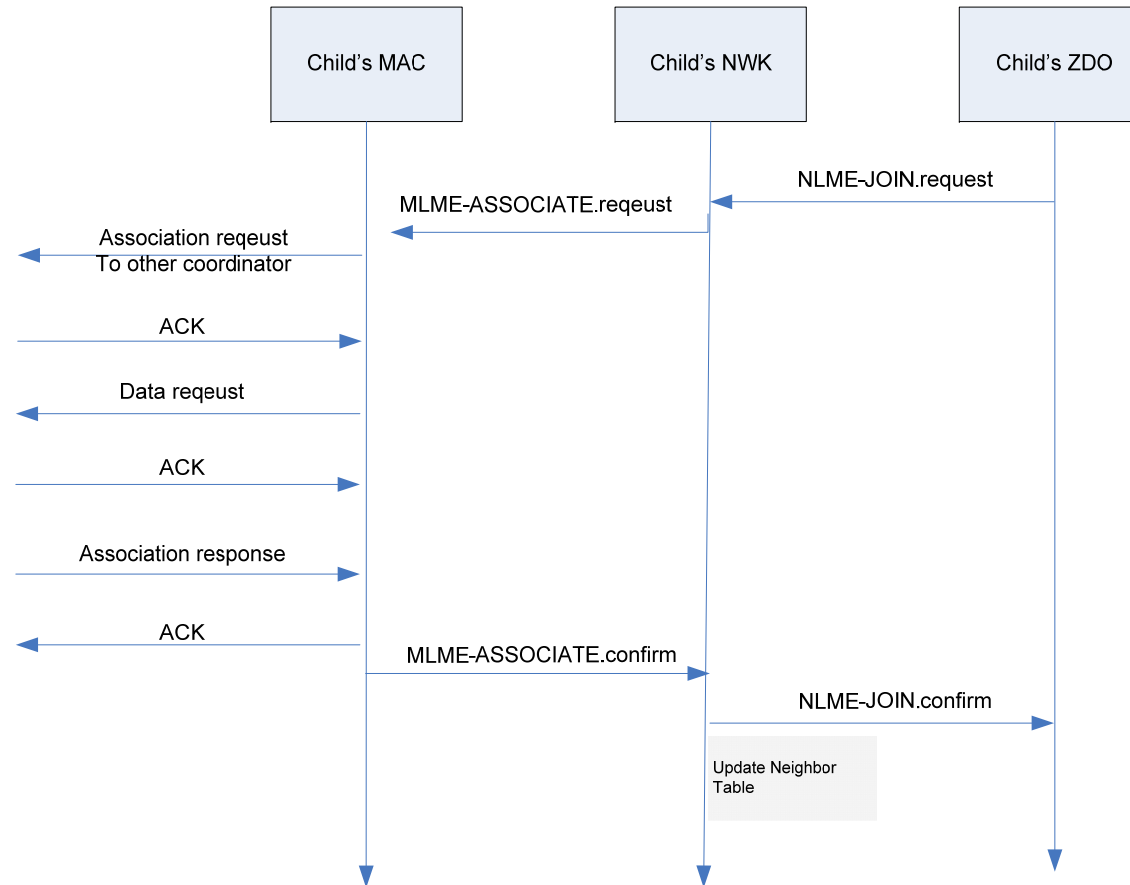 Child's MAC
Child's NWK
Child's ZDO
NLME-JOIN.request
MLME-ASSOCIATE.reqeust
Association reqeust
To other coordinator
ACK
Data reqeust
ACK
Association response
ACK
MLME-ASSOCIATE.confirm
NLME-JOIN.confirm
Update Neighbor
Table